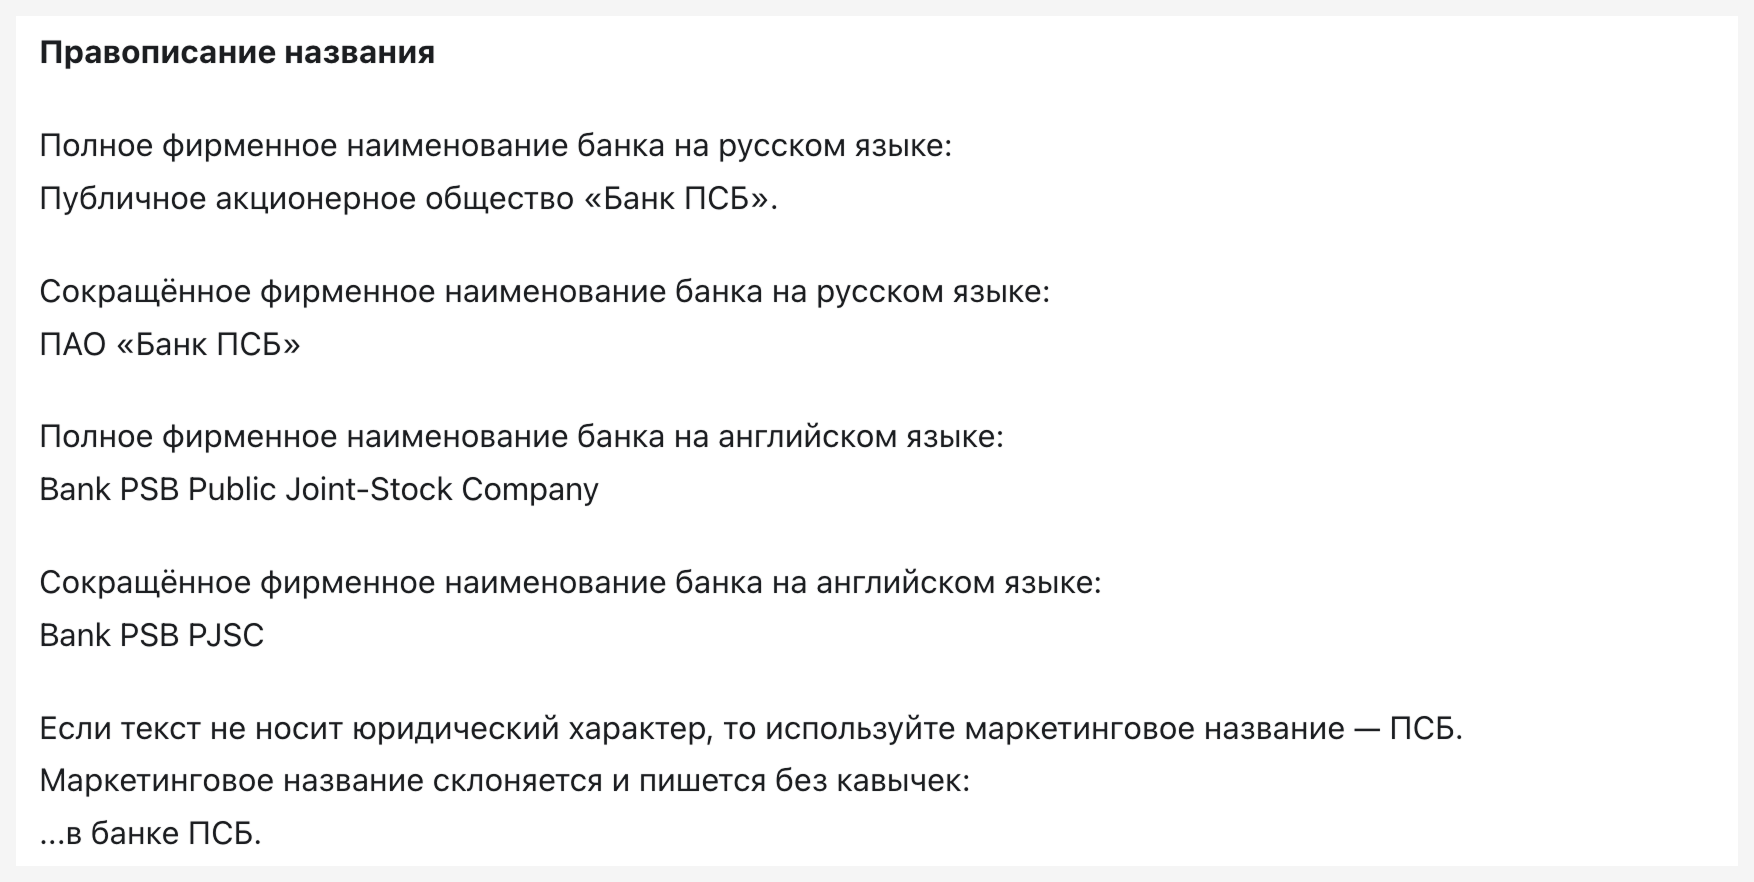 Правописание названия
Полное фирменное наименование банка на русском языке:
Публичное акционерное общество «Банк ПСБ».
Сокращённое фирменное наименование банка на русском языке:
ПАО «Банк ПСБ»
Полное фирменное наименование банка на английском языке:
Bank PSB Public Joint-Stock Company
Сокращённое фирменное наименование банка на английском языке:
Bank PSB PJSC
Если текст не носит юридический характер, то используйте маркетинговое название — ПСБ.
Маркетинговое название склоняется и пишется без кавычек:
...в банке ПСБ.